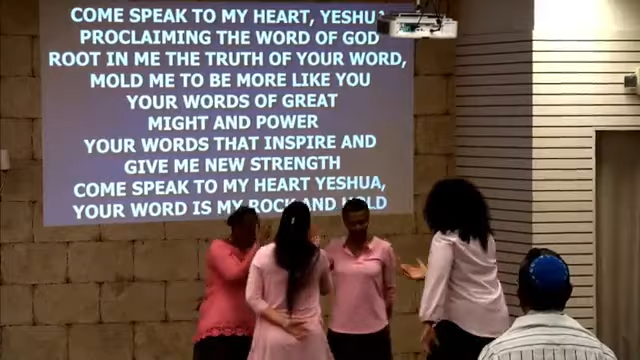 COME SPEAK TO MY HEART,
PROCLAIMING THE WORD OF GOD
ROOT IN ME THE TRUTH OF YOUR WORD,
MOLD ME TO BE MORE LIKE YOU
YOUR WORDS OF GREAT
MIGHT AND POWER
YOUR WORDS THAT INSPIRE AND
GIVE ME NEW STRENGTH
COME SPEAK TO MY HEART YESHUA,
YOUR WORD IS MY ROCK AND